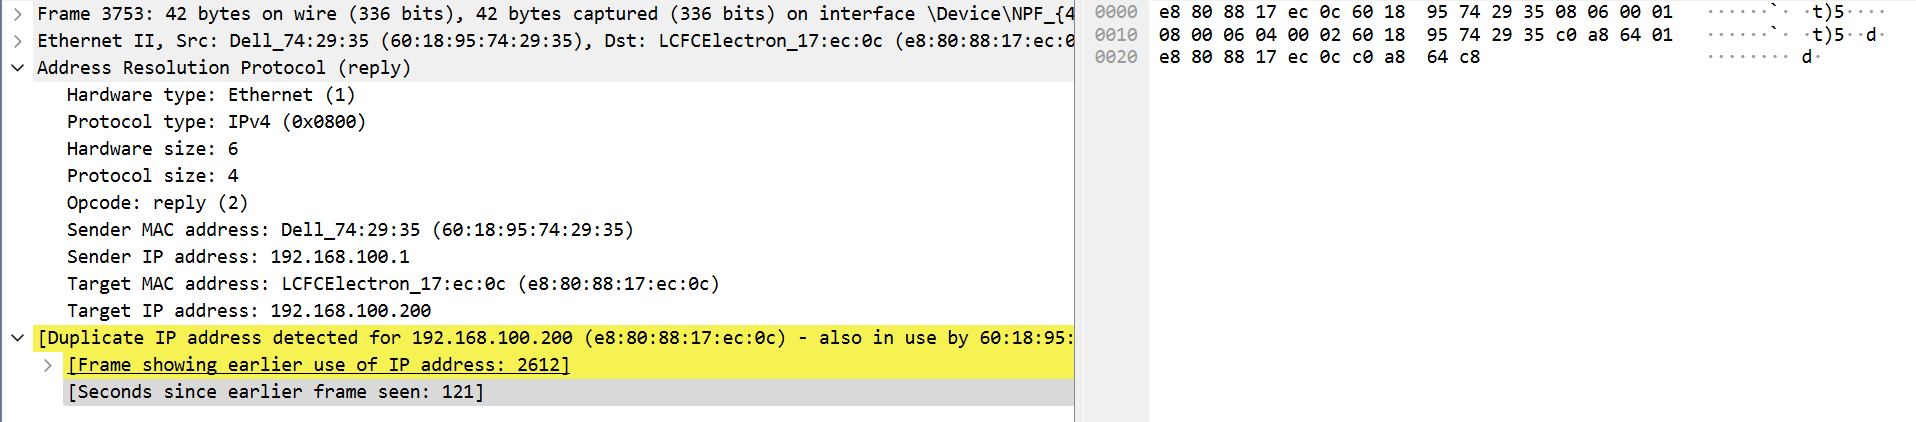 Frame 3753: 42 bytes on wire (336 bits), 42 bytes captured (336 bits) on interface \Device\NPF_{4
Ethernet II, Src: Dell_74:29:35 (60:18:95:74:29:35), Dst: LCFCElectron_17:ec:0c (e8:80:88:17:ec:0
Address Resolution Protocol (reply)
Hardware type: Ethernet (1)
Protocol type: IPv4 (0x0800)
Hardware size: 6
Protocol size: 4
Opcode: reply (2)
Sender MAC address: Dell_74:29:35 (60:18:95:74:29:35)
Sender IP address: 192.168.100.1
Target MAC address: LCFCElectron_17:ec:0c (e8:80:88:17:ec:0c)
Target IP address: 192.168.100.200
[Duplicate IP address detected for 192.168.100.200 (e8:80:88:17:ec:0c) - also in use by 60:18:95:
[Frame showing earlier use of IP address: 2612]
[Seconds since earlier frame seen: 121]
0000 e8 80 88 17 ec 0c 60 18 95 74 29 35 08 06 00 01 ······`· ·t)5····
0010 08 00 06 04 00 02 60 18 95 74 29 35 c0 a8 64 01 ······`· ·t)5··d·
0020 e8 80 88 17 ec 0c c0 a8 64 c8 ········ d·